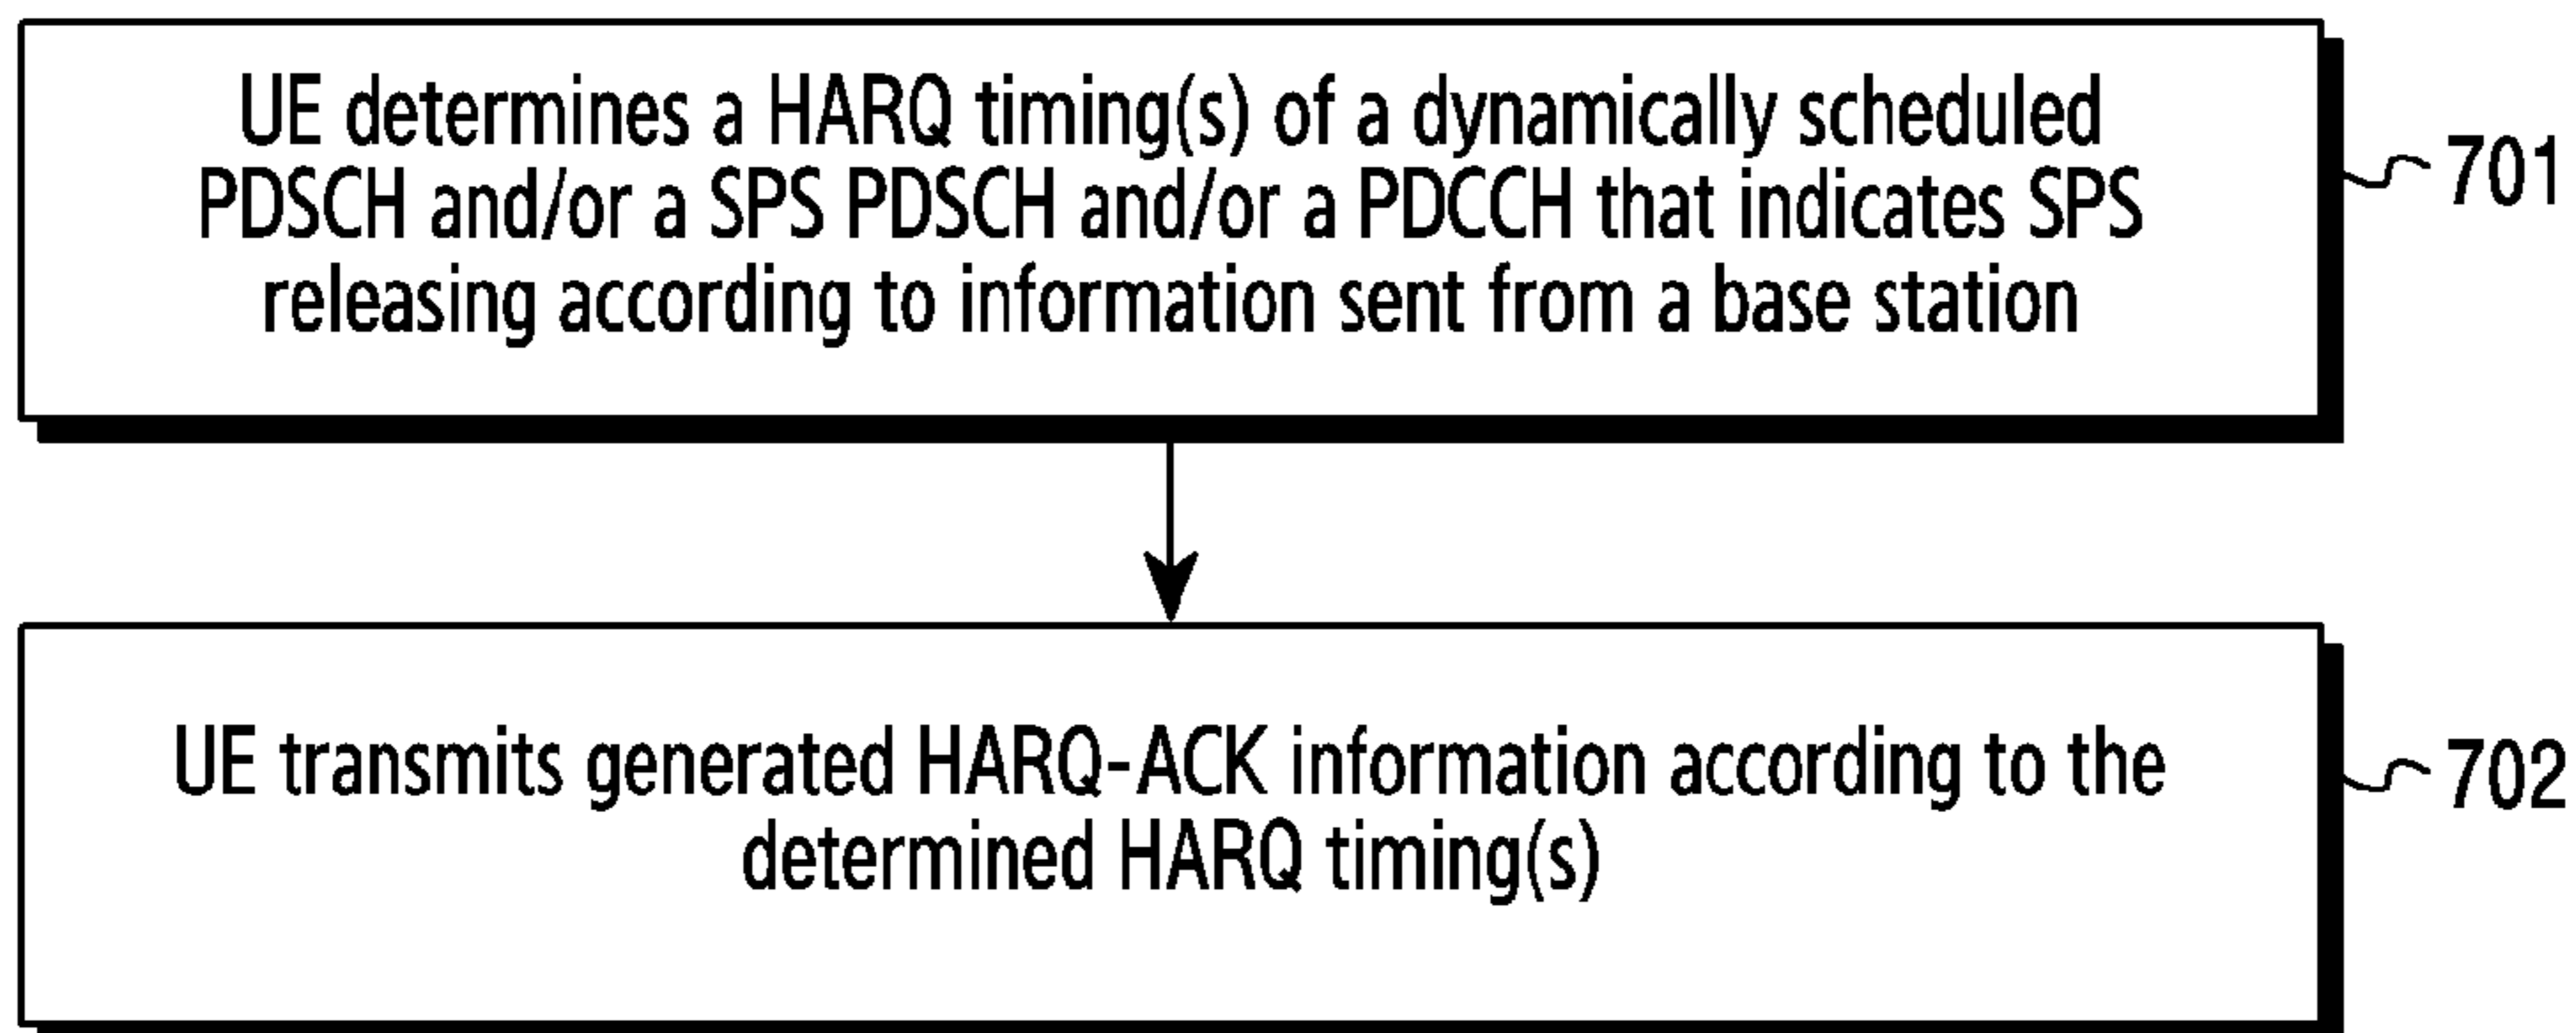 UE determines a HARQ timing(s) of a dynamically scheduled
PDSCH and/or a SPS PDSCH and/or a PDCCH that indicates SPS
releasing according to information sent from a base station
701
UE transmits generated HARQ-ACK information according to the
determined HARQ timing(s)
702